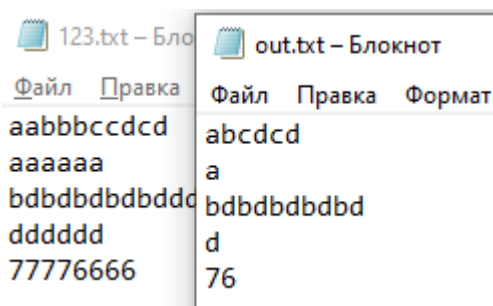 123.txt – Бло
Файл Правка
aabbbccdcd
aaaaaa
bdbdbdbdbddd
dddddd
77776666
out.txt – Блокнот
Файл Правка Формат
abcdcd
a
bdbdbdbdbd
d
76